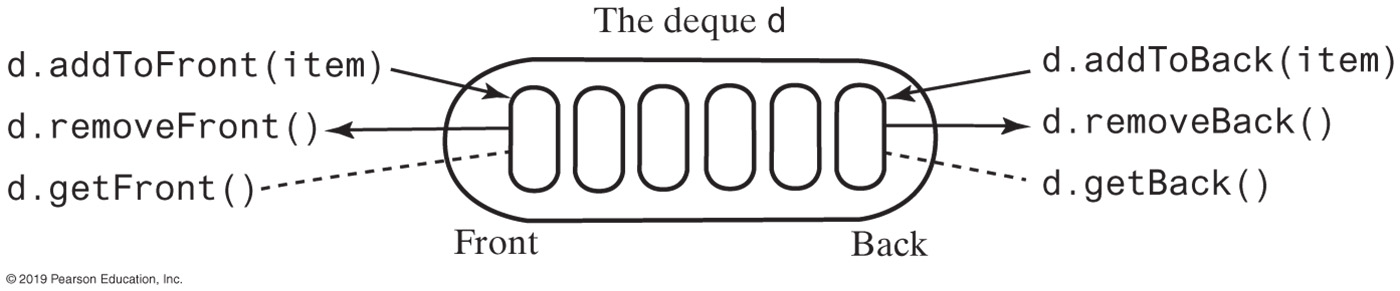 The deque d
d.addToFront(item)
d.addToBack(item)
d.removeFront()
d.removeBack()
d.getFront()
d.getBack()
Front
Back
© 2019 Pearson Education, Inc.